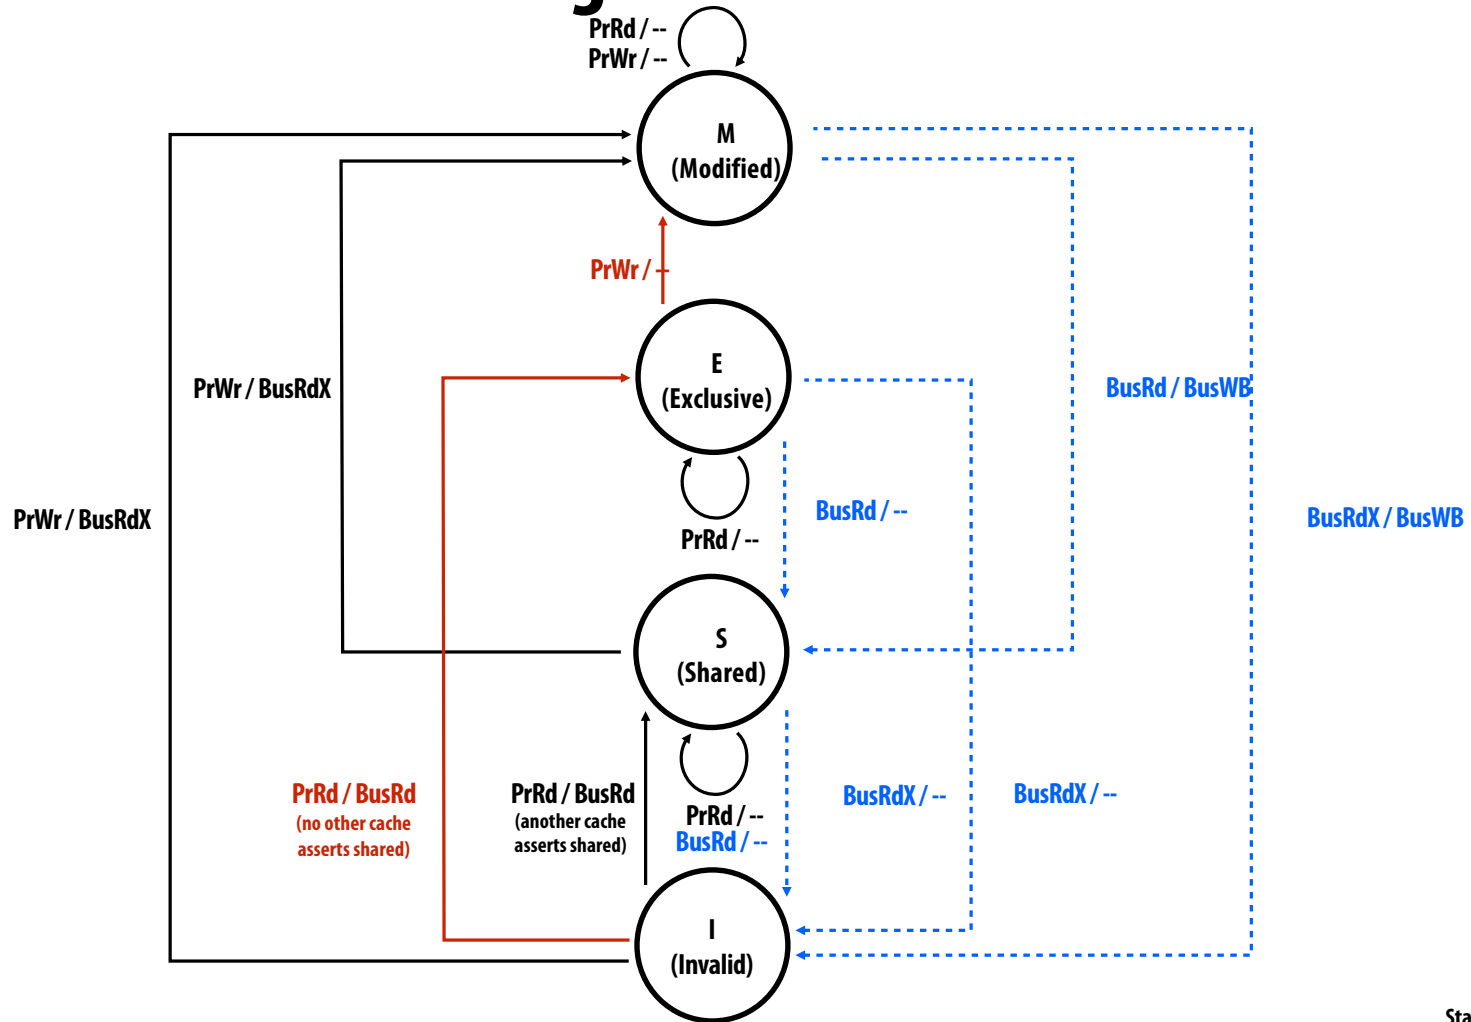 PrRd / --
PrWr / --
M
(Modified)
PrWr / --
E
(Exclusive)
PrWr / BusRdX
BusRd / BusWB
PrWr / BusRdX
BusRd / --
BusRdX / BusWB
PrRd / --
S
(Shared)
PrRd / BusRd
(no other cache
asserts shared)
PrRd / BusRd
(another cache
asserts shared)
PrRd / --
BusRd / --
BusRdX / --
BusRdX / --
I
(Invalid)
Sta